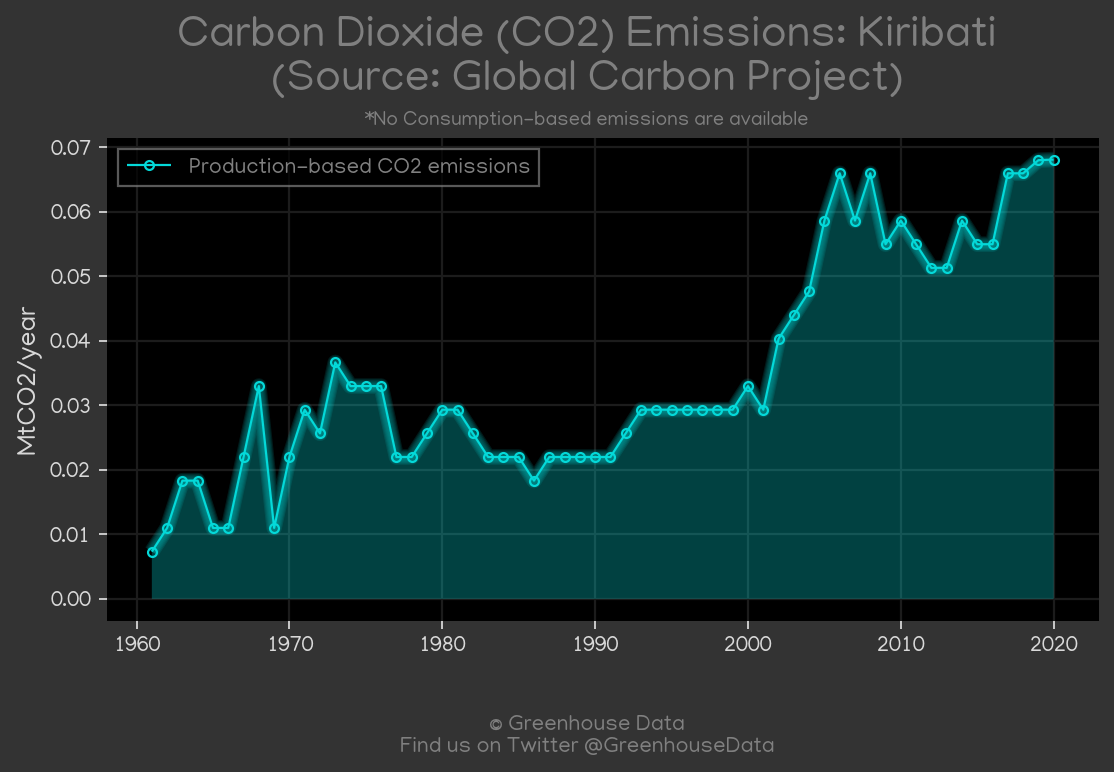 Carbon Dioxide (CO2) Emissions: Kiribati
(Source: Global Carbon Project)
*No Consumption-based emissions are available
Production-based CO2 emissions
MtCO2/year
0.07
0.06
0.05
0.04
0.03
0.02
0.01
0.00
1960 1970 1980 1990 2000 2010 2020
© Greenhouse Data
Find us on Twitter @GreenhouseData